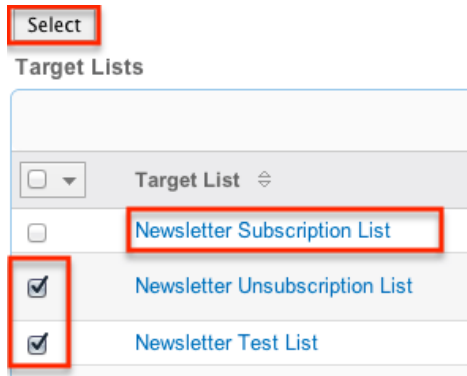 Select
Target Lists
Target List
Newsletter Subscription List
Newsletter Unsubscription List
Newsletter Test List